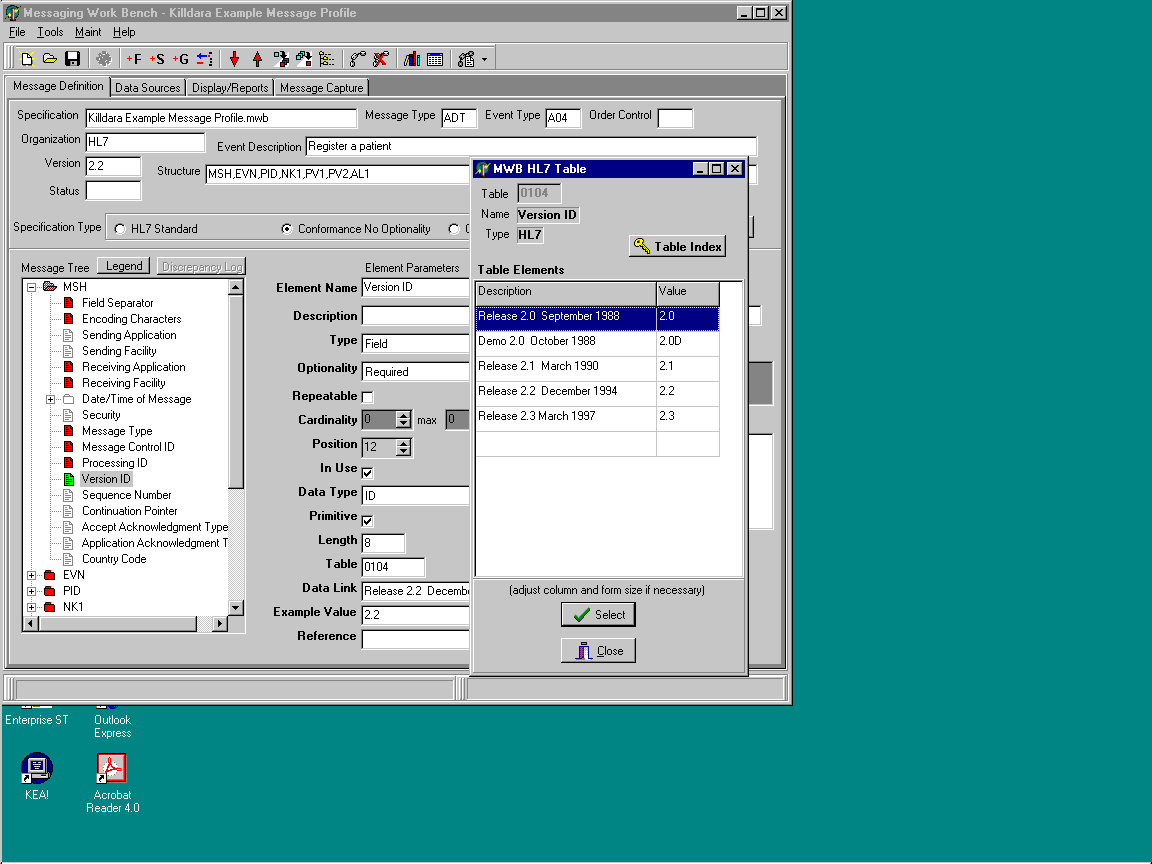 Messaging Work Bench - Killdara Example Message Profile
File Tools Maint Help
+F +S +G
Message Definition Data Sources Display/Reports Message Capture
Specification Killdara Example Message Profile.mwb Message Type ADT Event Type A04 Order Control
Organization HL7 Event Description Register a patient
Version 2.2 Structure MSH,EVN,PID,NK1,PV1,PV2,AL1
Status
Specification Type HL7 Standard Conformance No Optionality
Message Tree Legend Discrepancy Log
MSH
Field Separator
Encoding Characters
Sending Application
Sending Facility
Receiving Application
Receiving Facility
Date/Time of Message
Security
Message Type
Message Control ID
Processing ID
Version ID
Sequence Number
Continuation Pointer
Accept Acknowledgment Type
Application Acknowledgment T
Country Code
EVN
PID
NK1
Element Parameters
Element Name Version ID
Description
Type Field
Optionality Required
Repeatable
Cardinality 0 max 0
Position 12
In Use
Data Type ID
Primitive
Length 8
Table 0104
Data Link Release 2.2 Decemb
Example Value 2.2
Reference
MWB HL7 Table
Table 0104
Name Version ID
Type HL7
Table Index
Table Elements
Description Value
Release 2.0 September 1988 2.0
Demo 2.0 October 1988 2.0D
Release 2.1 March 1990 2.1
Release 2.2 December 1994 2.2
Release 2.3 March 1997 2.3
(adjust column and form size if necessary)
Select
Close
Enterprise ST
Outlook
Express
KEA!
Acrobat
Reader 4.0